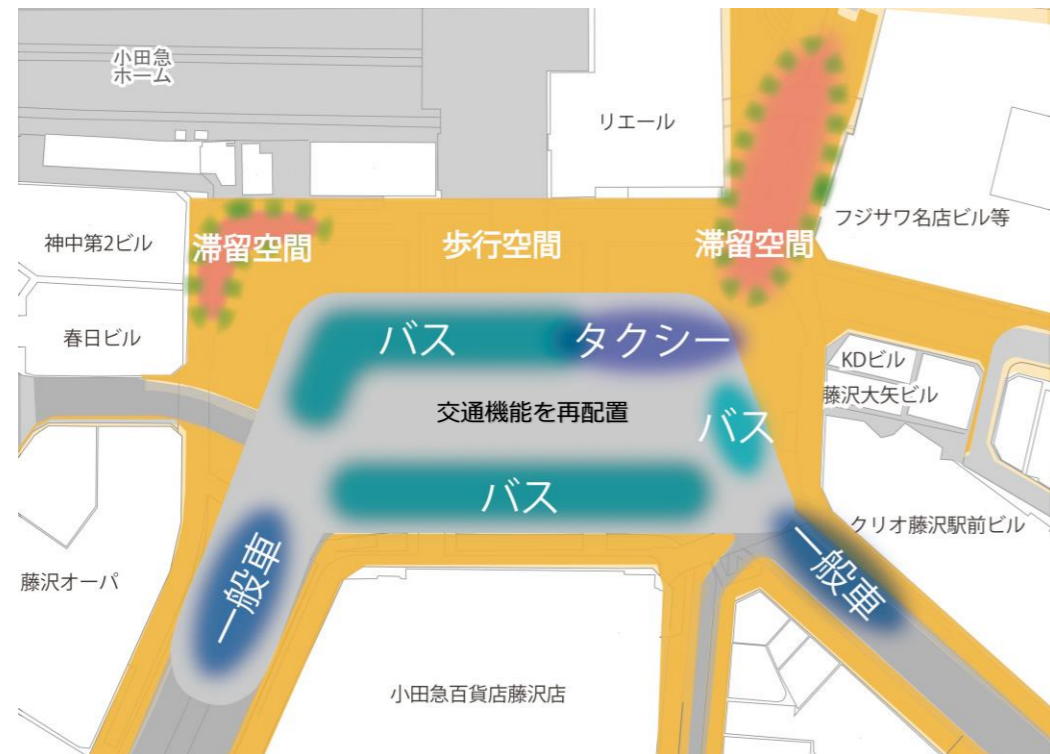 小田急
ホーム
リエール
フジサワ名店ビル等
神中第2ビル
滞留空間
歩行空間
滞留空間
春日ビル
バス
タクシー
KDビル
藤沢大矢ビル
交通機能を再配置
バス
バス
クリオ藤沢駅前ビル
一般車
一般車
藤沢オーパ
小田急百貨店藤沢店